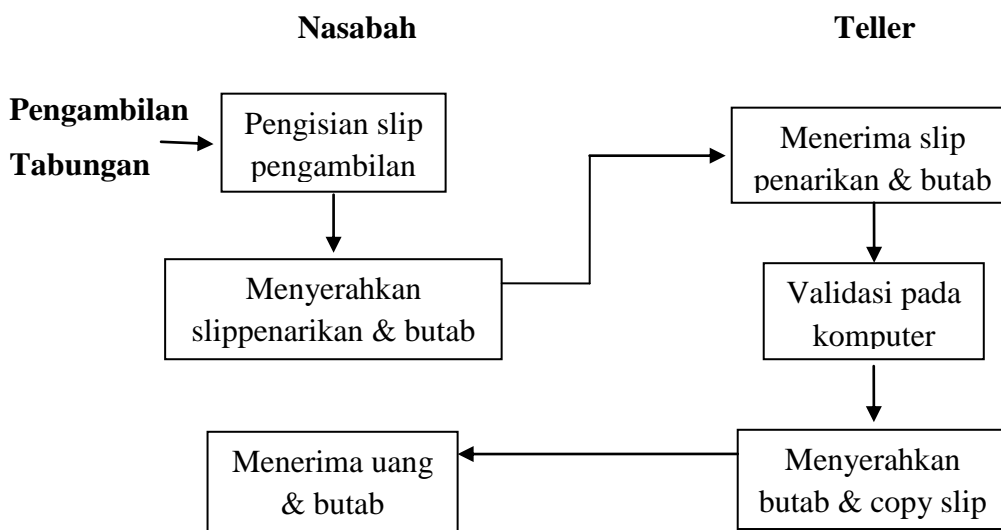 Nasabah
Teller
Pengambilan
Tabungan
Pengisian slip
pengambilan
Menyerahkan
slippenarikan & butab
Menerima slip
penarikan & butab
Validasi pada
komputer
Menyerahkan
butab & copy slip
Menerima uang
& butab